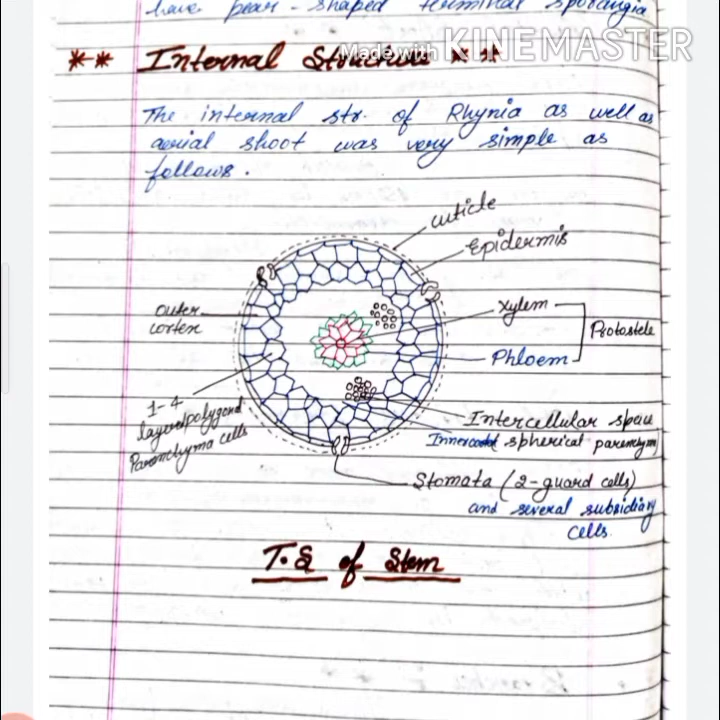 have pear-shaped terminal sporangia
Made with KINEMASTER
** Internal Structure **
The internal str. of Rhynia as well as
aerial shoot was very simple as
follows.
cuticle
Epidermis
outer
cortex
Xylem
Protostele
Phloem
1-4
layered polygonal
Parenchyma cells
Intercellular space
spherical parenchyma
Stomata (2-guard cells)
and several subsidiary
cells.
T.S of Stem